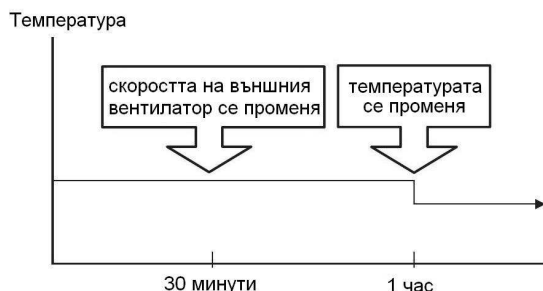 Температура
скоростта на външния
вентилатор се променя
температурата
се променя
30 минути
1 час